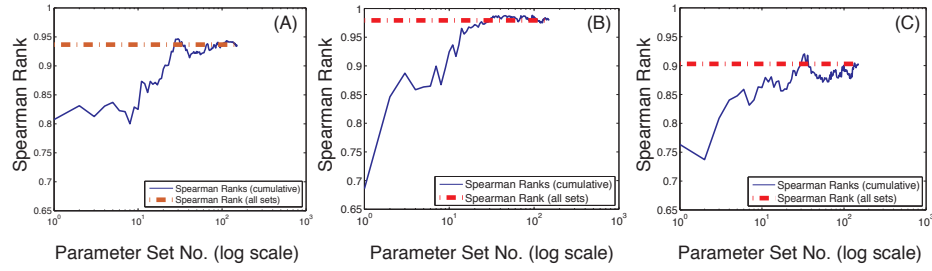 (A)
Spearman Rank
1
0.95
0.9
0.85
0.8
0.75
0.7
0.65
Spearman Ranks (cumulative)
Spearman Rank (all sets)
10^0
10^1
10^2
10^3
Parameter Set No. (log scale)
(B)
Spearman Rank
1
0.95
0.9
0.85
0.8
0.75
0.7
0.65
Spearman Ranks (cumulative)
Spearman Rank (all sets)
10^0
10^1
10^2
10^3
Parameter Set No. (log scale)
(C)
Spearman Rank
1
0.95
0.9
0.85
0.8
0.75
0.7
0.65
Spearman Ranks (cumulative)
Spearman Rank (all sets)
10^0
10^1
10^2
10^3
Parameter Set No. (log scale)